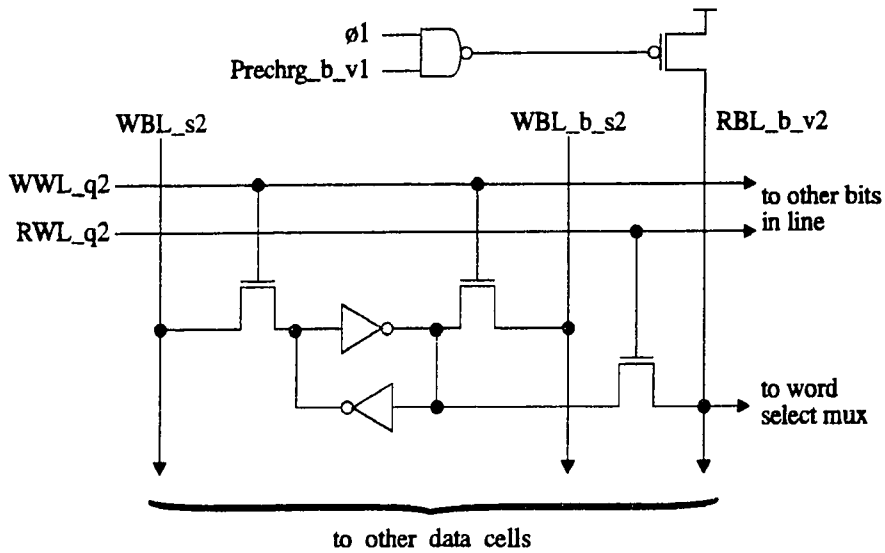 ø1
Prechrg_b_v1
WBL_s2
WBL_b_s2
RBL_b_v2
WWL_q2
to other bits
in line
RWL_q2
to word
select mux
to other data cells